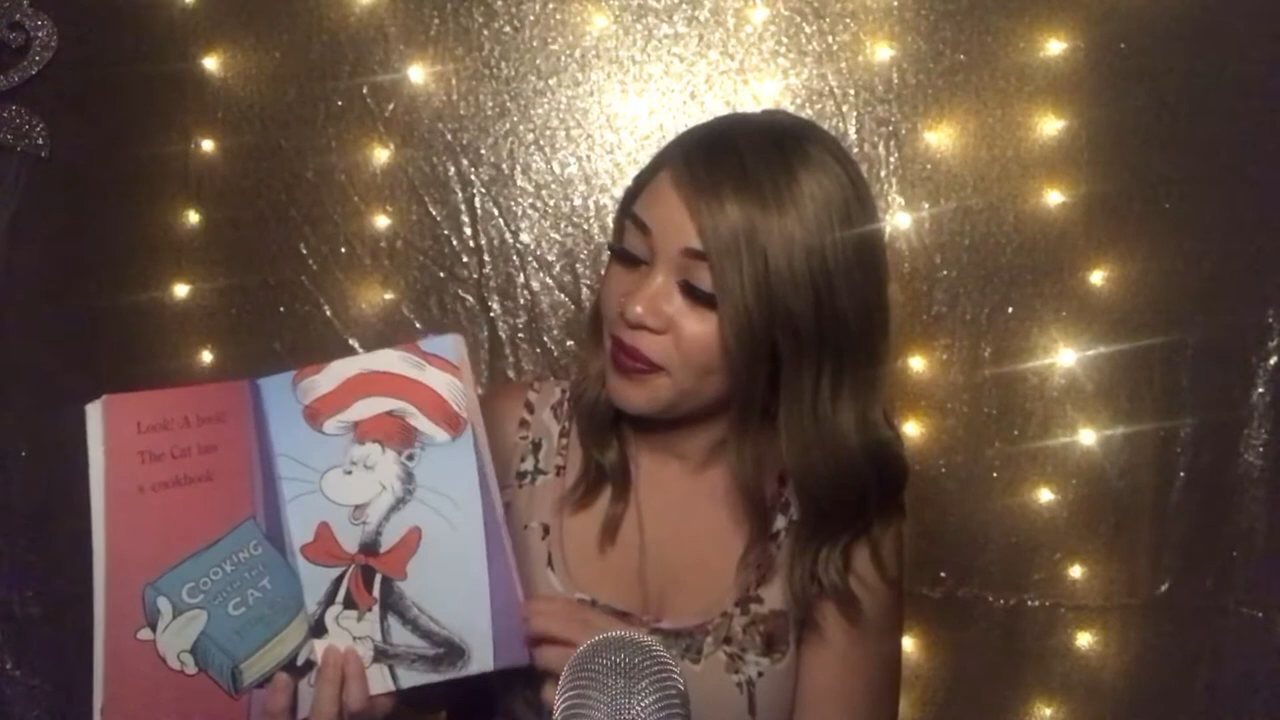 Look! A book!
The Cat has
a cookbook
COOKING
WITH THE
CAT